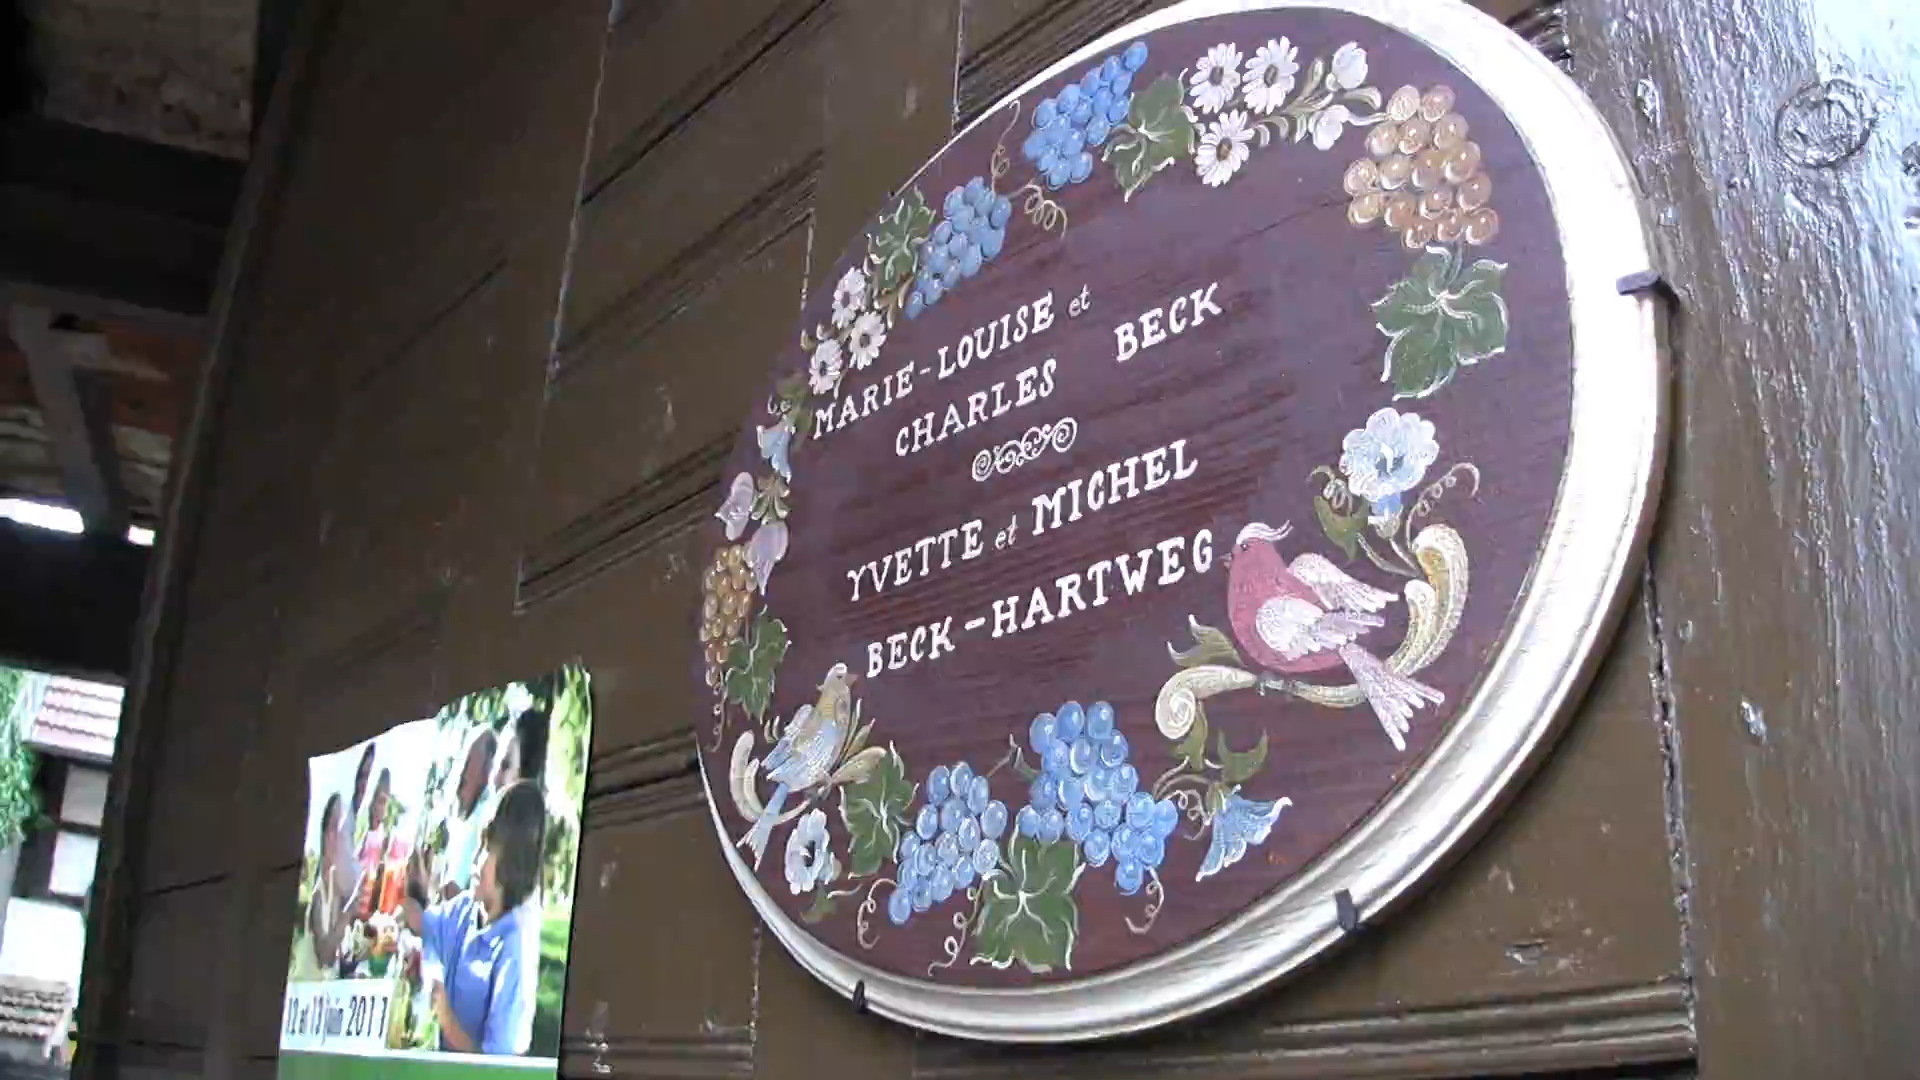 MARIE-LOUISE et
CHARLES BECK
YVETTE et MICHEL
BECK-HARTWEG
12 et 13 juin 2011